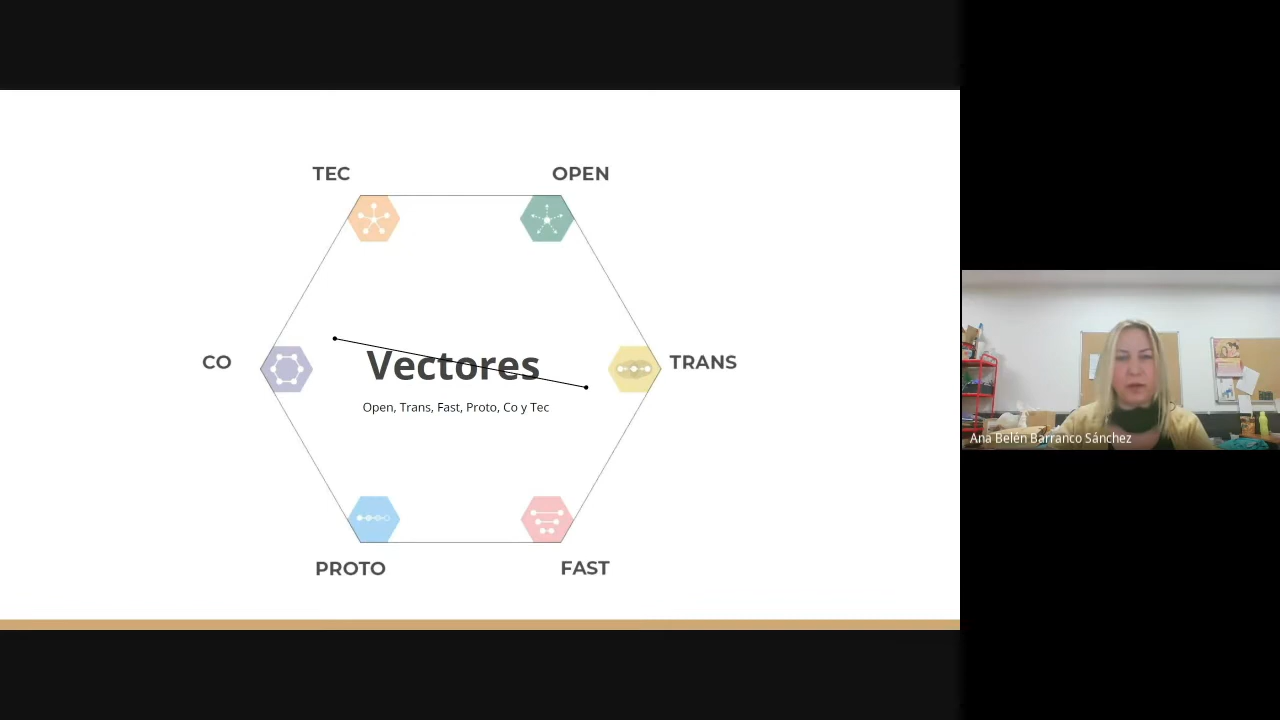 TEC
OPEN
CO
Vectores
TRANS
Open, Trans, Fast, Proto, Co y Tec
PROTO
FAST
Ana Belén Barranco Sánchez